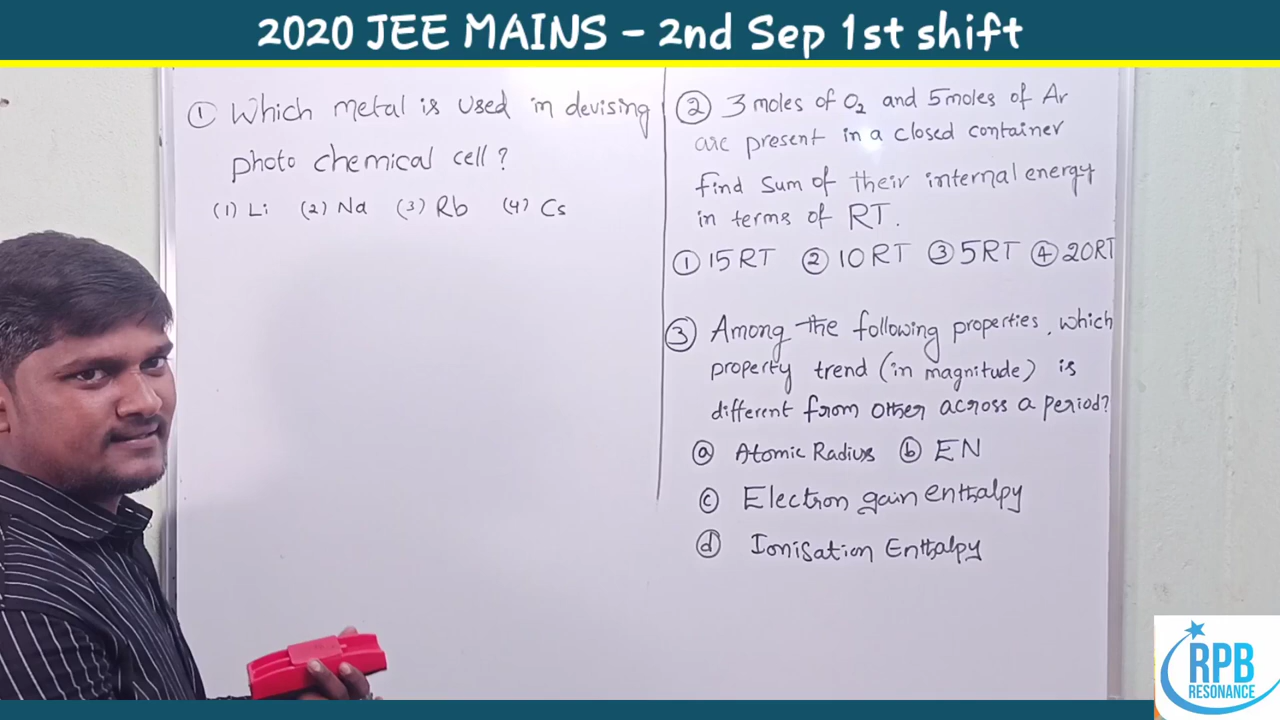 2020 JEE MAINS - 2nd Sep 1st shift
① Which metal is used in devising
photo chemical cell?
(1) Li (2) Na (3) Rb (4) Cs
② 3 moles of O₂ and 5 moles of Ar
are present in a closed container
find sum of their internal energy
in terms of RT.
① 15 RT ② 10 RT ③ 5 RT ④ 20RT
③ Among the following properties, which
property trend (in magnitude) is
different from other across a period?
ⓐ Atomic Radius ⓑ EN
ⓒ Electron gain enthalpy
ⓓ Ionisation Enthalpy
RPB
RESONANCE